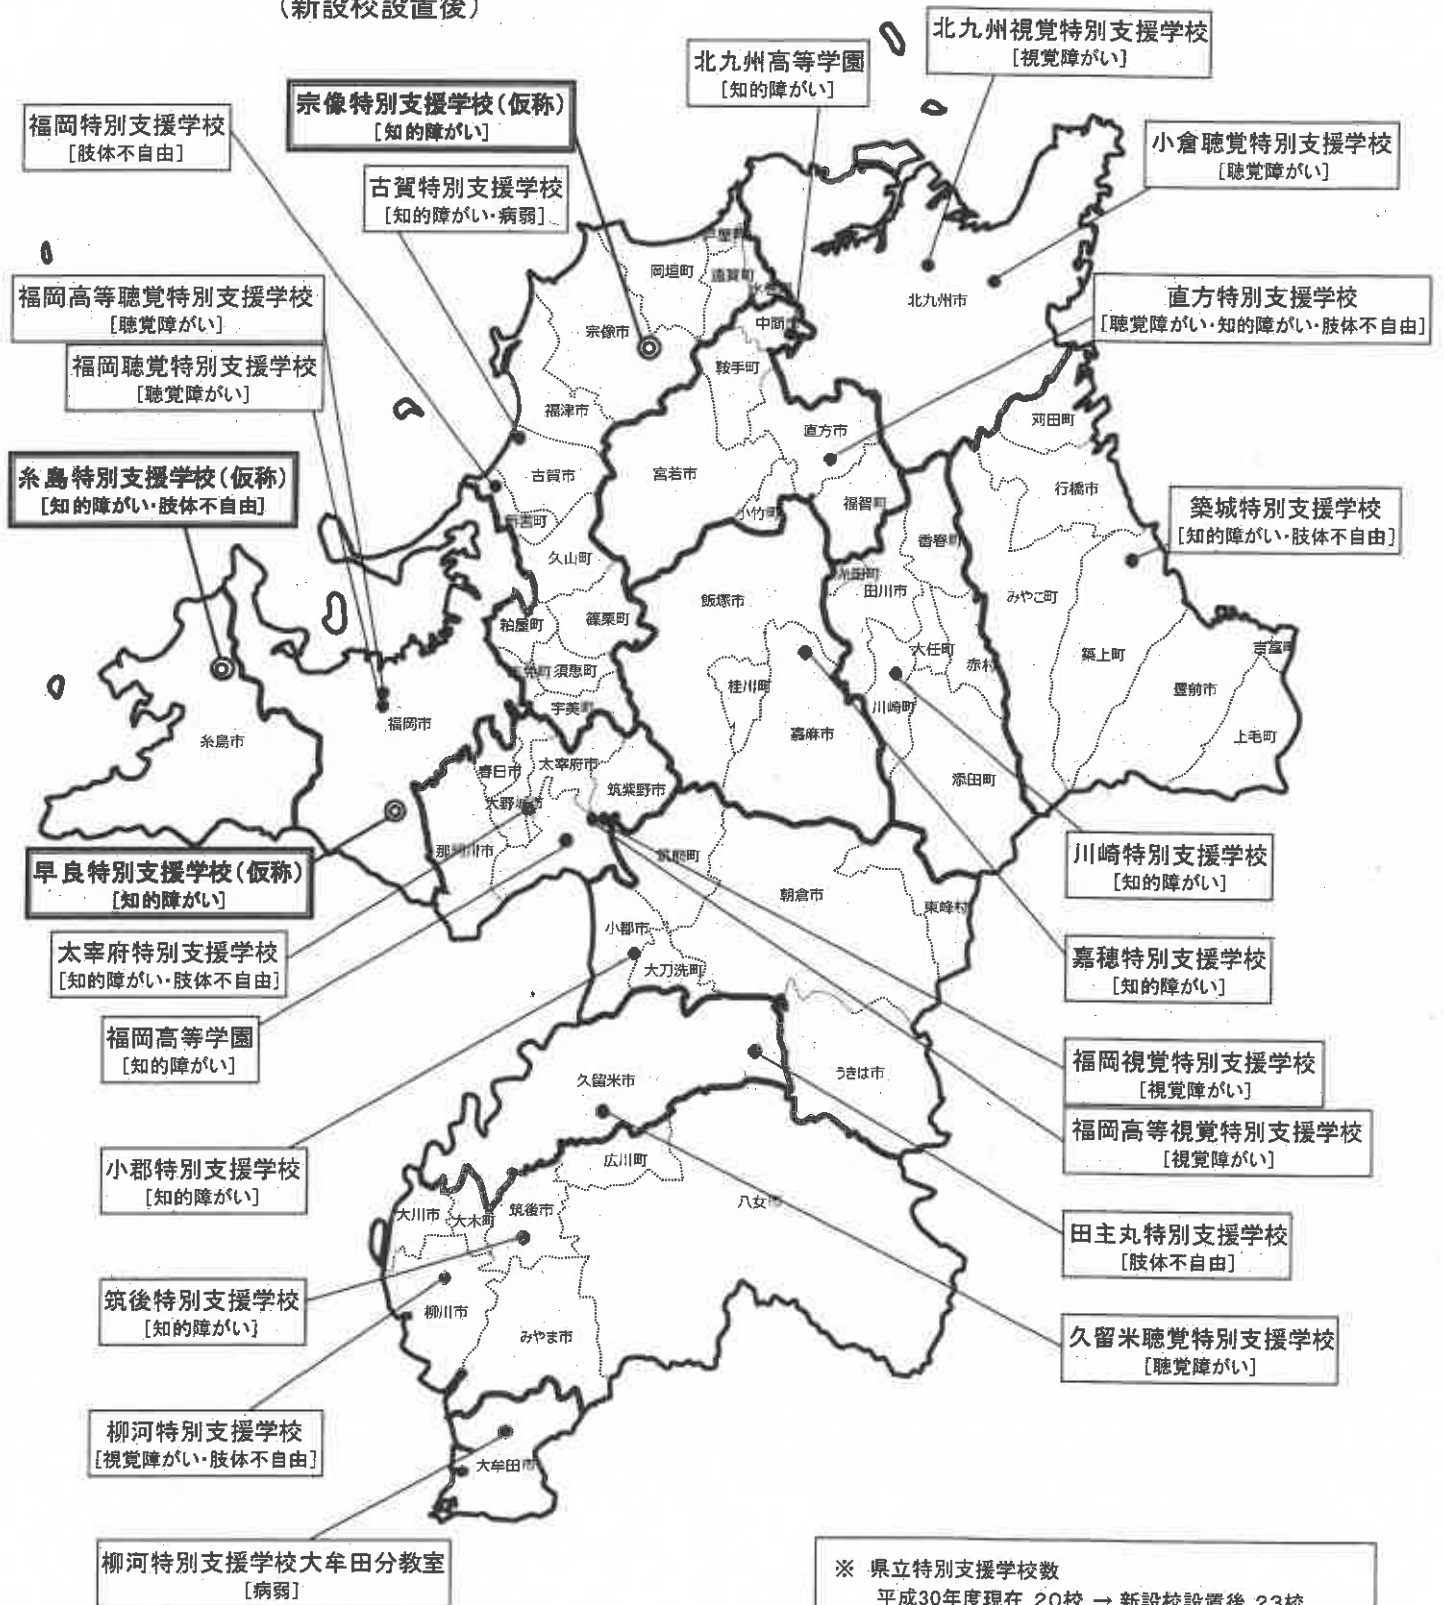 (新設校設置後)
北九州視覚特別支援学校
[視覚障がい]
北九州高等学園
[知的障がい]
宗像特別支援学校(仮称)
[知的障がい]
福岡特別支援学校
[肢体不自由]
小倉聴覚特別支援学校
[聴覚障がい]
古賀特別支援学校
[知的障がい・病弱]
福岡高等聴覚特別支援学校
[聴覚障がい]
直方特別支援学校
[聴覚障がい・知的障がい・肢体不自由]
福岡聴覚特別支援学校
[聴覚障がい]
糸島特別支援学校(仮称)
[知的障がい・肢体不自由]
築城特別支援学校
[知的障がい・肢体不自由]
岡垣町
遠賀町
北九州市
宗像市
中間市
鞍手町
福津市
直方市
苅田町
古賀市
宮若市
行橋市
福智町
小竹町
香春町
久山町
田川市
飯塚市
みやこ町
粕屋町
篠栗町
大任町
赤村
築上町
吉富町
須恵町
桂川町
豊前市
宇美町
川崎町
福岡市
嘉麻市
糸島市
上毛町
春日市
太宰府市
添田町
筑紫野市
大野城市
那珂川市
筑前町
朝倉市
東峰村
小郡市
大刀洗町
久留米市
うきは市
広川町
八女市
大川市
大木町
筑後市
柳川市
みやま市
大牟田市
早良特別支援学校(仮称)
[知的障がい]
川崎特別支援学校
[知的障がい]
太宰府特別支援学校
[知的障がい・肢体不自由]
嘉穂特別支援学校
[知的障がい]
福岡高等学園
[知的障がい]
福岡視覚特別支援学校
[視覚障がい]
福岡高等視覚特別支援学校
[視覚障がい]
小郡特別支援学校
[知的障がい]
田主丸特別支援学校
[肢体不自由]
筑後特別支援学校
[知的障がい]
久留米聴覚特別支援学校
[聴覚障がい]
柳河特別支援学校
[視覚障がい・肢体不自由]
柳河特別支援学校大牟田分教室
[病弱]
※ 県立特別支援学校数
平成30年度現在 20校 → 新設校設置後 23校